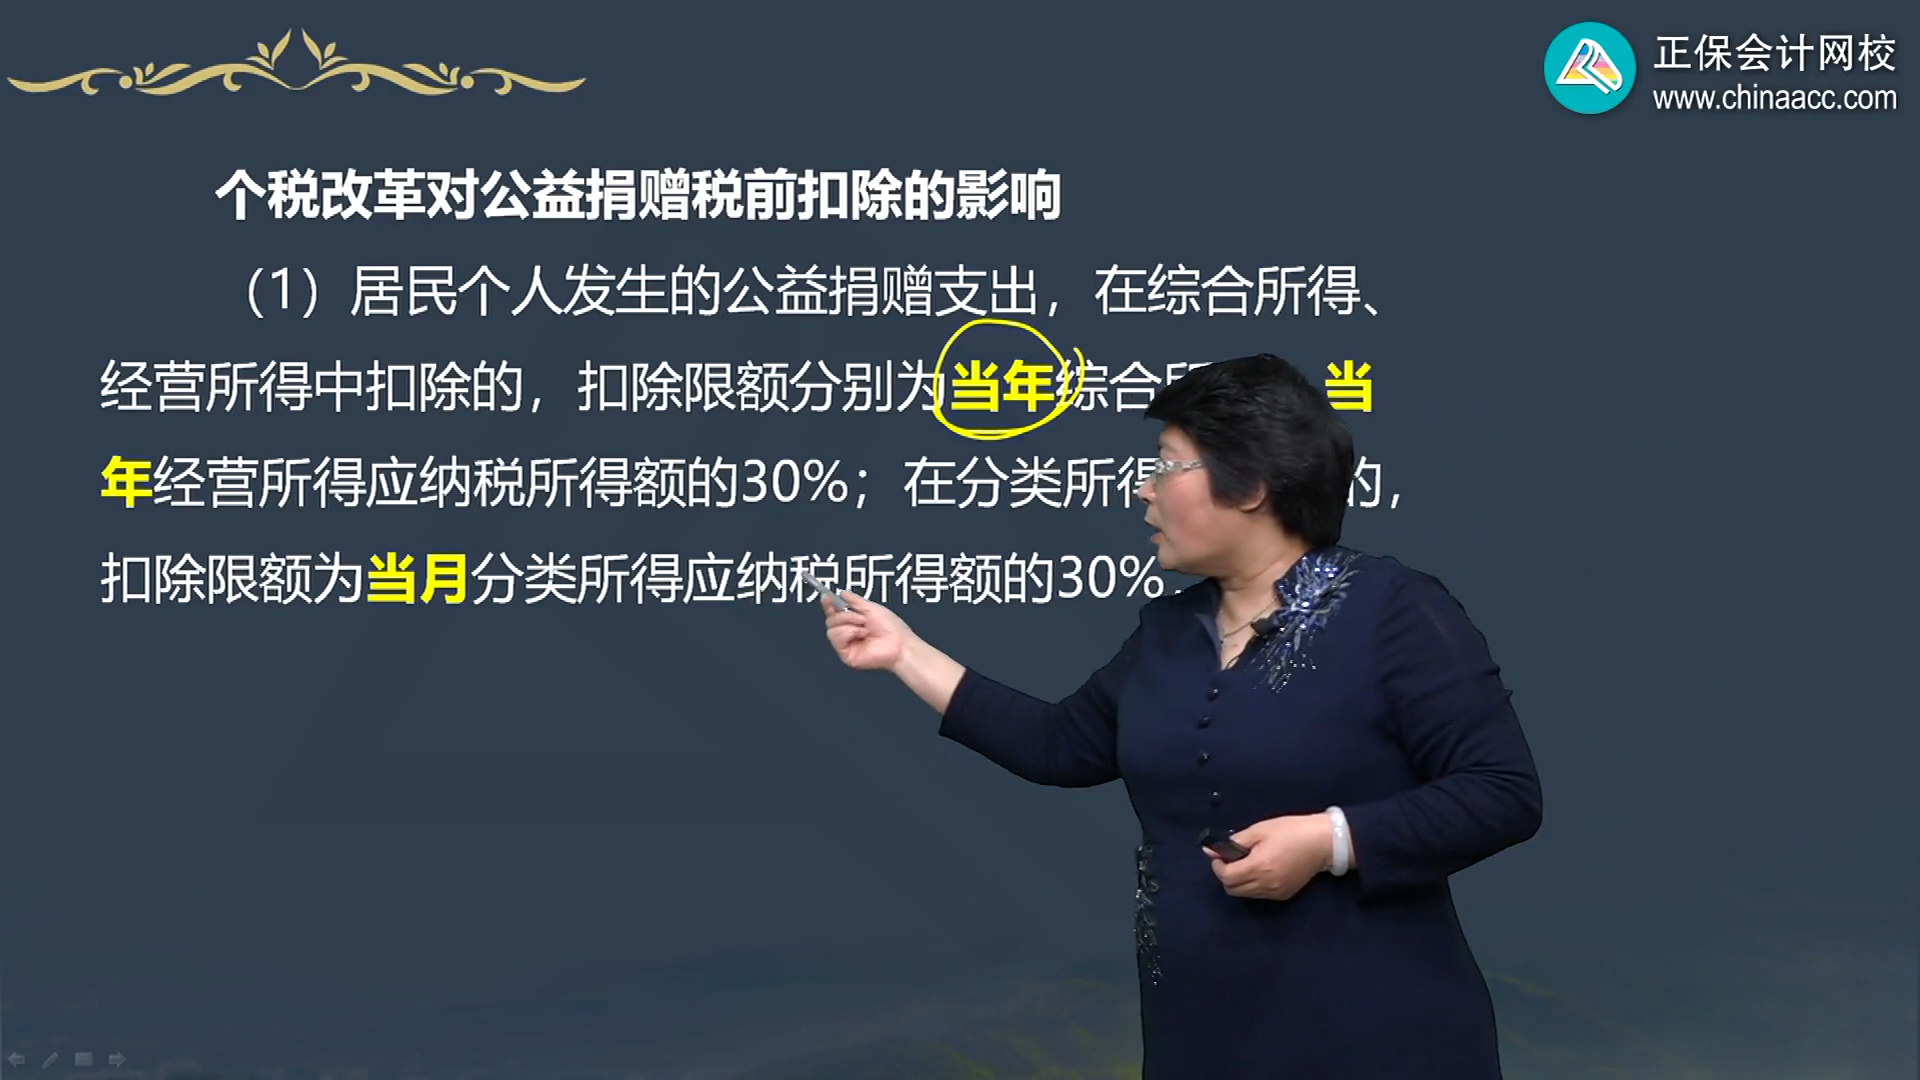 正保会计网校
www.chinaacc.com
个税改革对公益捐赠税前扣除的影响
（1）居民个人发生的公益捐赠支出，在综合所得、
经营所得中扣除的，扣除限额分别为当年综合 当
年经营所得应纳税所得额的30%；在分类所得 的，
扣除限额为当月分类所得应纳税所得额的30%